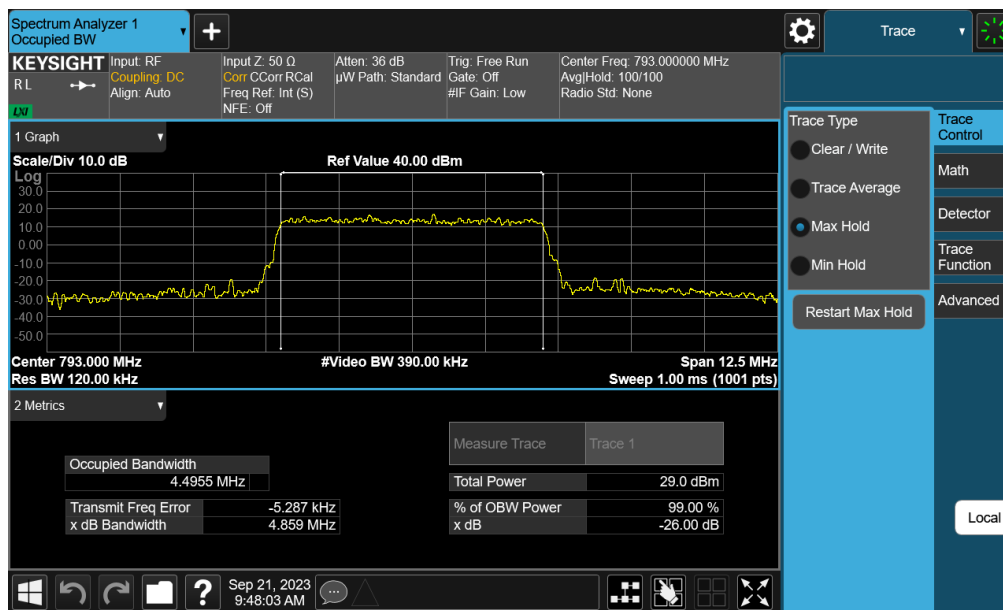 Spectrum Analyzer 1
Occupied BW
Trace
KEYSIGHT
RL
LXI
Input: RF
Coupling: DC
Align: Auto
Input Z: 50 Ω
Corr CCorr RCal
Freq Ref: Int (S)
NFE: Off
Atten: 36 dB
µW Path: Standard
Trig: Free Run
Gate: Off
#IF Gain: Low
Center Freq: 793.000000 MHz
Avg|Hold: 100/100
Radio Std: None
1 Graph
Scale/Div 10.0 dB
Ref Value 40.00 dBm
Log
30.0
20.0
10.0
0.00
-10.0
-20.0
-30.0
-40.0
-50.0
Center 793.000 MHz
#Video BW 390.00 kHz
Span 12.5 MHz
Res BW 120.00 kHz
Sweep 1.00 ms (1001 pts)
2 Metrics
Measure Trace
Trace 1
Occupied Bandwidth
4.4955 MHz
Total Power
29.0 dBm
Transmit Freq Error
-5.287 kHz
% of OBW Power
99.00 %
x dB Bandwidth
4.859 MHz
x dB
-26.00 dB
Trace Type
Clear / Write
Trace Average
Max Hold
Min Hold
Restart Max Hold
Trace
Control
Math
Detector
Trace
Function
Advanced
Local
?
Sep 21, 2023
9:48:03 AM